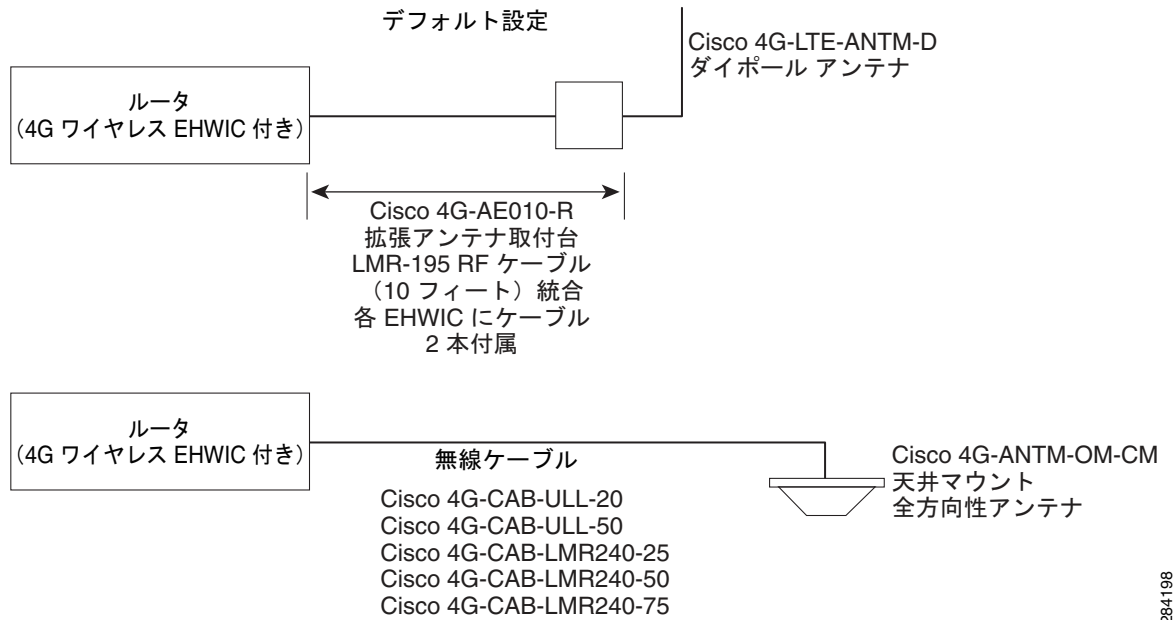 デフォルト設定
Cisco 4G-LTE-ANTM-D
ダイポール アンテナ
ルータ
（4G ワイヤレス EHWIC 付き）
Cisco 4G-AE010-R
拡張アンテナ取付台
LMR-195 RF ケーブル
（10 フィート）統合
各 EHWIC にケーブル
2 本付属
ルータ
（4G ワイヤレス EHWIC 付き）
無線ケーブル
Cisco 4G-CAB-ULL-20
Cisco 4G-CAB-ULL-50
Cisco 4G-CAB-LMR240-25
Cisco 4G-CAB-LMR240-50
Cisco 4G-CAB-LMR240-75
Cisco 4G-ANTM-OM-CM
天井マウント
全方向性アンテナ
284198